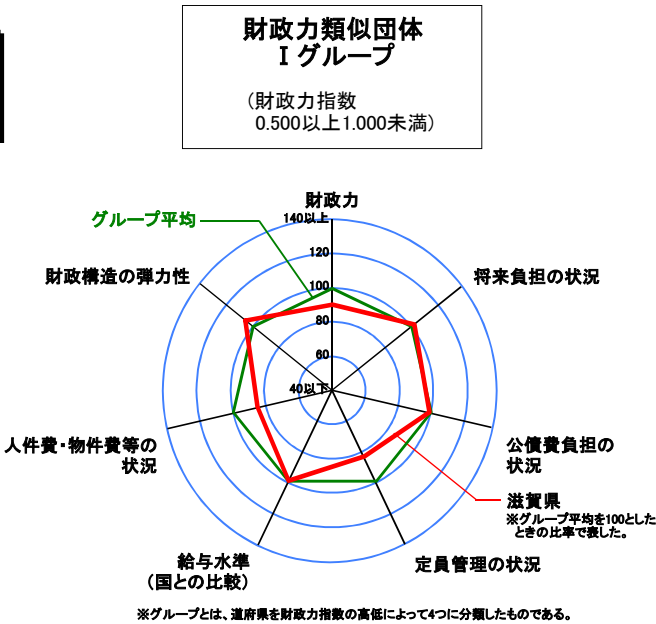 財政力類似団体
Ⅰグループ
（財政力指数
0.500以上1.000未満）
財政力
140以上
グループ平均
120
財政構造の弾力性
将来負担の状況
100
80
60
40以下
人件費・物件費等の
状況
公債費負担の
状況
滋賀県
※グループ平均を100とした
ときの比率で表した。
給与水準
（国との比較）
定員管理の状況
※グループとは、道府県を財政力指数の高低によって4つに分類したものである。